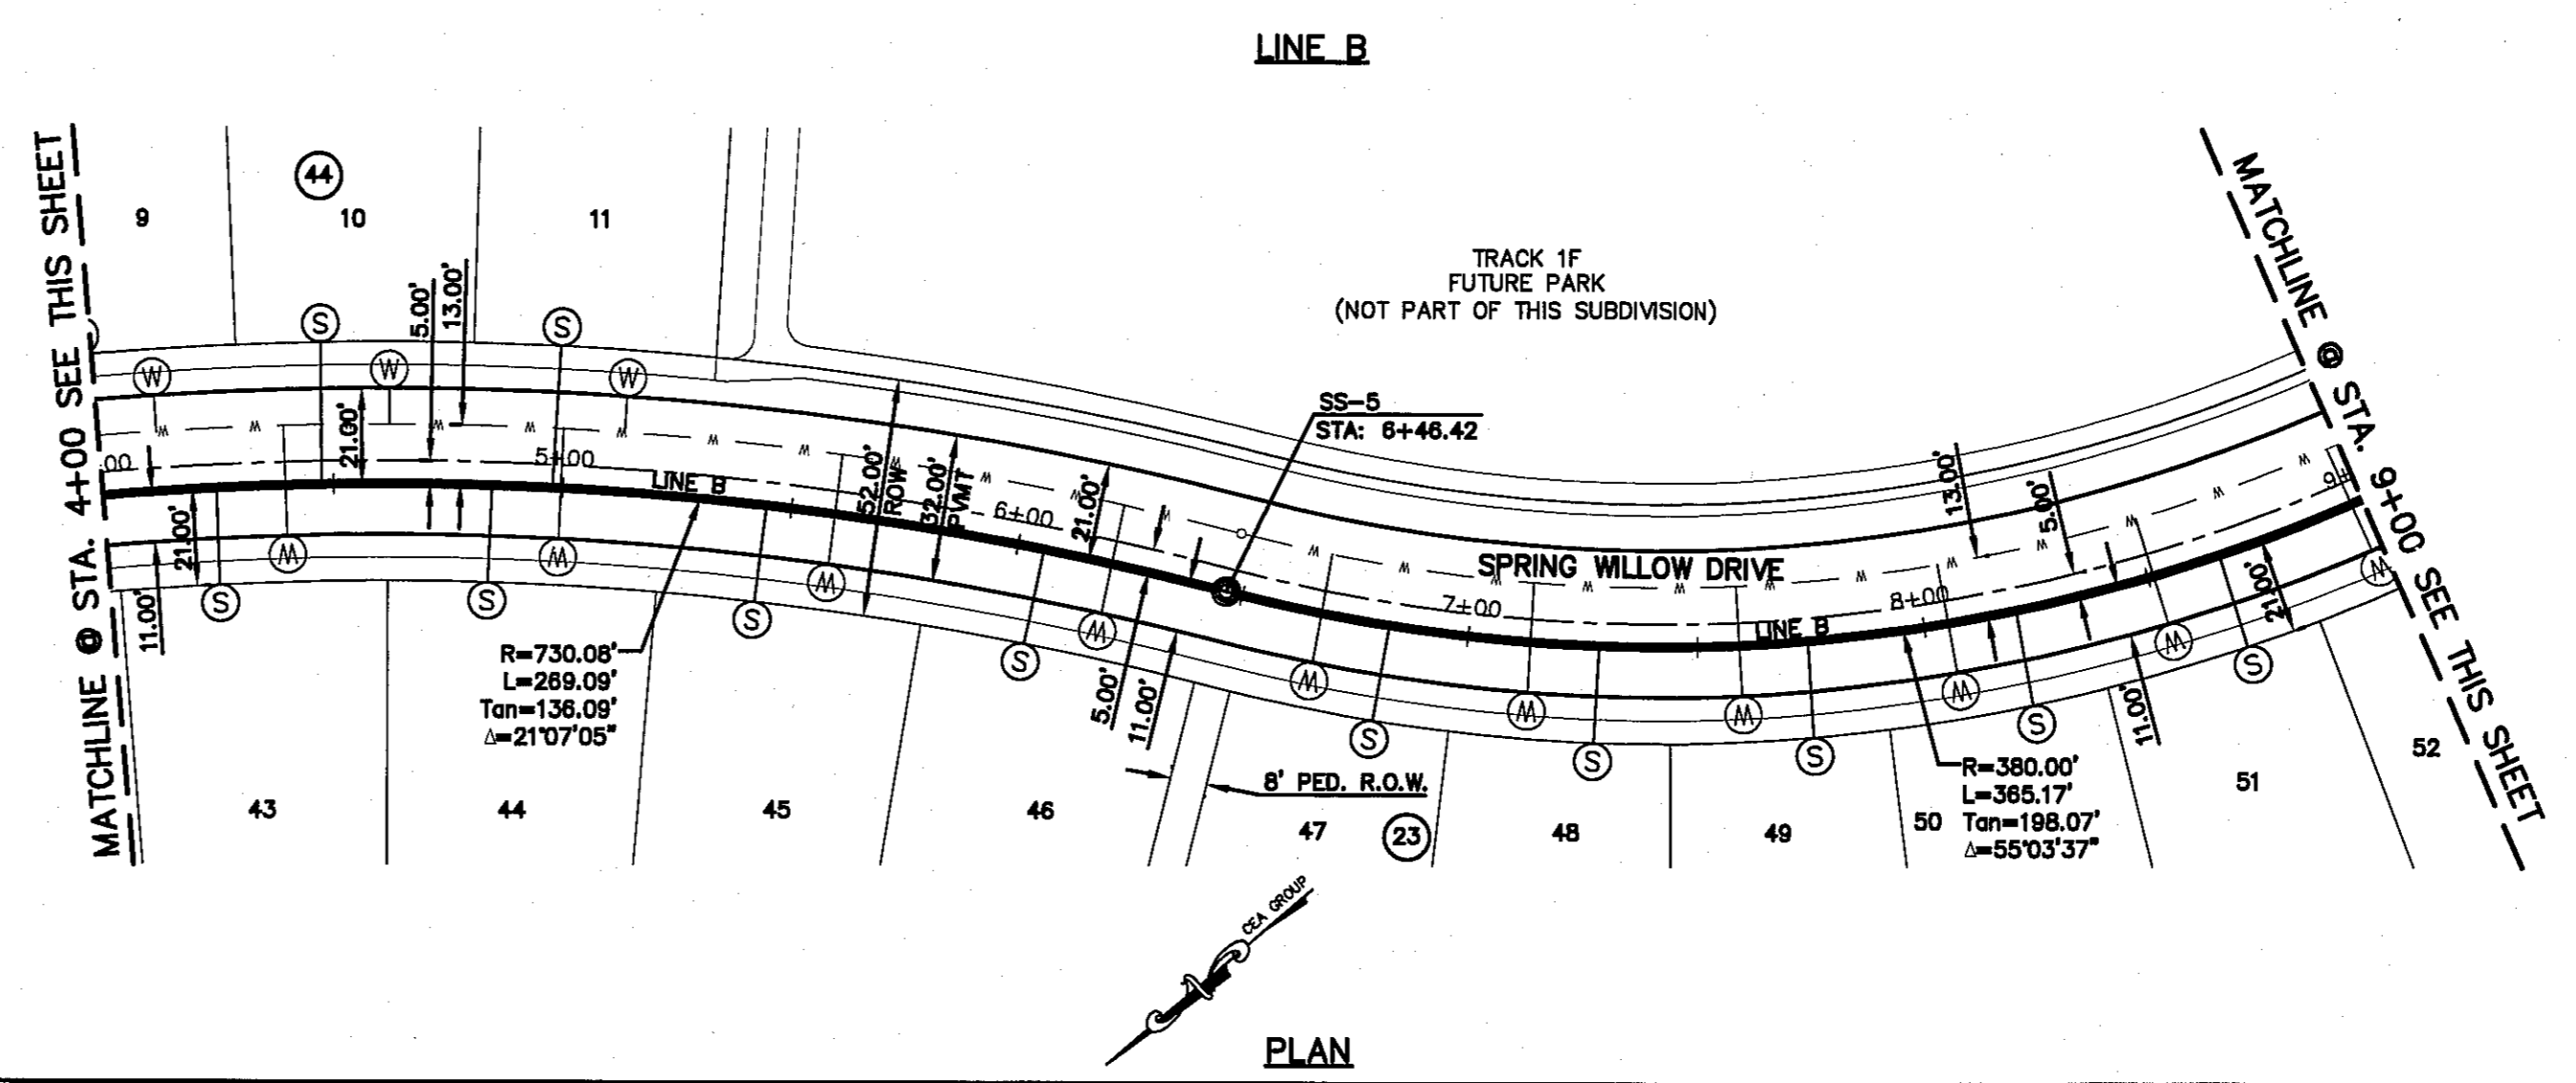 LINE B
MATCHLINE @ STA. 4+00 SEE THIS SHEET
9
44
10
11
S
S
W
W
W
5.00'
13.00'
21.00'
00
5+00
LINE B
21.00'
11.00'
W
W
W
W
S
S
S
S
52.00'
ROW
32.00'
PVMT
6+00
21.00'
R=730.08'
L=269.09'
Tan=136.09'
Δ=21°07'05"
5.00'
11.00'
SS-5
STA: 6+46.42
TRACK 1F
FUTURE PARK
(NOT PART OF THIS SUBDIVISION)
SPRING WILLOW DRIVE
7+00
8+00
9+
LINE B
13.00'
5.00'
21.00'
11.00'
W
W
W
W
W
W
S
S
S
S
S
R=380.00'
L=365.17'
Tan=198.07'
Δ=55°03'37"
8' PED. R.O.W.
43
44
45
46
47
23
48
49
50
51
52
MATCHLINE @ STA. 9+00 SEE THIS SHEET
CEA GROUP
N
PLAN